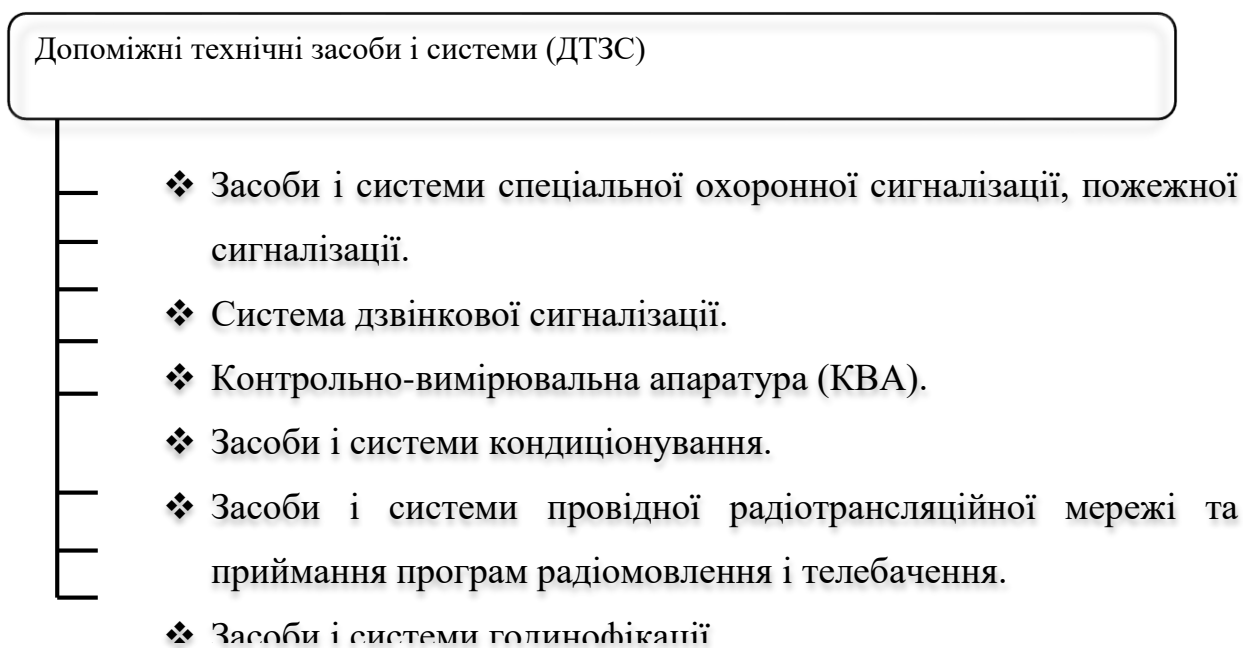 Допоміжні технічні засоби і системи (ДТЗС)
❖ Засоби і системи спеціальної охоронної сигналізації, пожежної
сигналізації.
❖ Система дзвінкової сигналізації.
❖ Контрольно-вимірювальна апаратура (КВА).
❖ Засоби і системи кондиціонування.
❖ Засоби і системи провідної радіотрансляційної мережі та
приймання програм радіомовлення і телебачення.
❖ Засоби і системи годинофікації